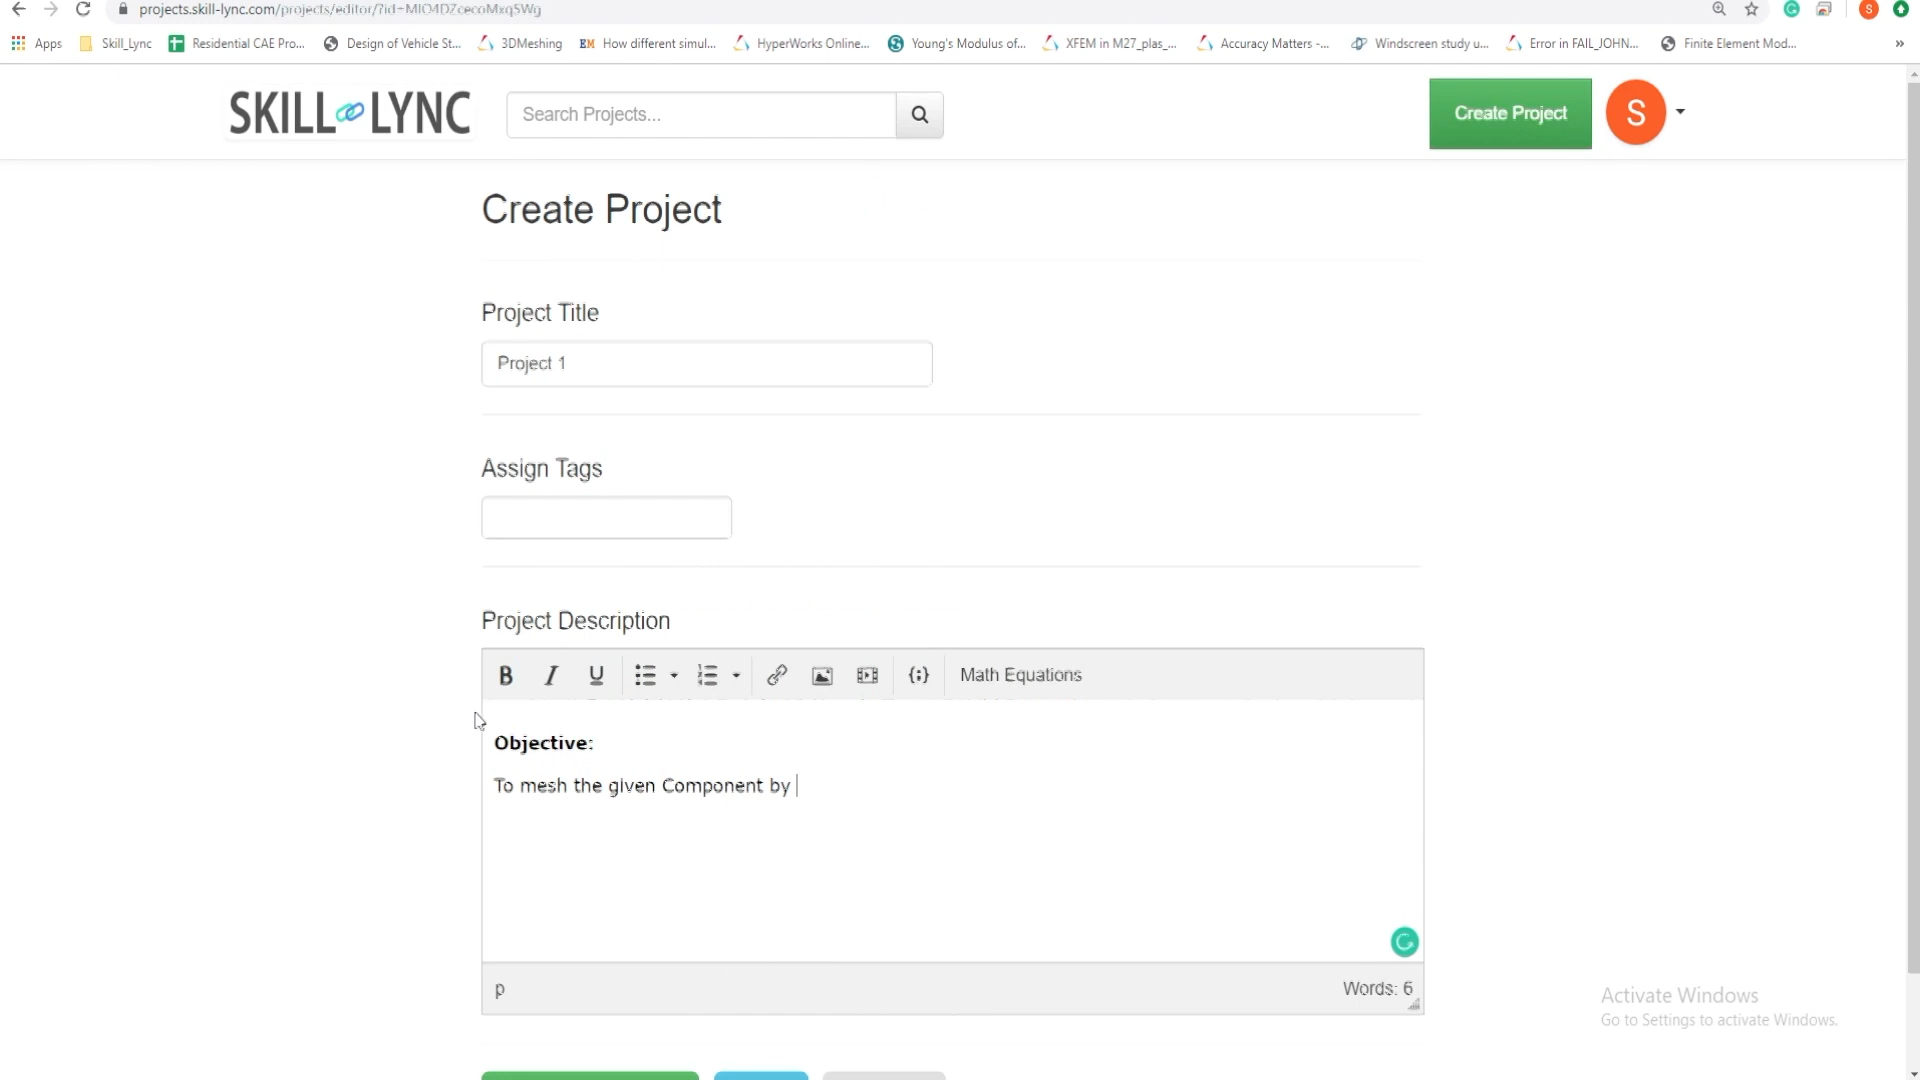 projects.skill-lync.com/projects/editor/?id=MIO4DZcecoMxq5Wg
S
Apps
Skill_Lync
Residential CAE Pro...
Design of Vehicle St...
3DMeshing
EM
How different simul...
HyperWorks Online...
Young's Modulus of...
XFEM in M27_plas_...
Accuracy Matters -...
Windscreen study u...
Error in FAIL_JOHN...
Finite Element Mod...
»
SKILL LYNC
Search Projects...
Create Project
S
Create Project
Project Title
Project 1
Assign Tags
Project Description
B I U
{:}
Math Equations
Objective:
To mesh the given Component by
p
Words: 6
Activate Windows
Go to Settings to activate Windows.